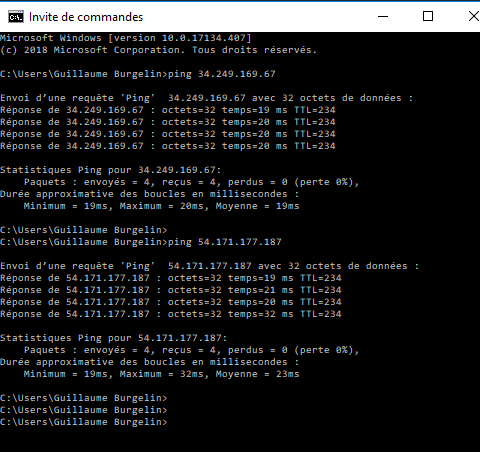 Invite de commandes
Microsoft Windows [version 10.0.17134.407]
(c) 2018 Microsoft Corporation. Tous droits réservés.
C:\Users\Guillaume Burgelin>ping 34.249.169.67
Envoi d’une requête 'Ping'  34.249.169.67 avec 32 octets de données :
Réponse de 34.249.169.67 : octets=32 temps=19 ms TTL=234
Réponse de 34.249.169.67 : octets=32 temps=20 ms TTL=234
Réponse de 34.249.169.67 : octets=32 temps=20 ms TTL=234
Réponse de 34.249.169.67 : octets=32 temps=20 ms TTL=234
Statistiques Ping pour 34.249.169.67:
    Paquets : envoyés = 4, reçus = 4, perdus = 0 (perte 0%),
Durée approximative des boucles en millisecondes :
    Minimum = 19ms, Maximum = 20ms, Moyenne = 19ms
C:\Users\Guillaume Burgelin>
C:\Users\Guillaume Burgelin>ping 54.171.177.187
Envoi d’une requête 'Ping'  54.171.177.187 avec 32 octets de données :
Réponse de 54.171.177.187 : octets=32 temps=19 ms TTL=234
Réponse de 54.171.177.187 : octets=32 temps=21 ms TTL=234
Réponse de 54.171.177.187 : octets=32 temps=20 ms TTL=234
Réponse de 54.171.177.187 : octets=32 temps=32 ms TTL=234
Statistiques Ping pour 54.171.177.187:
    Paquets : envoyés = 4, reçus = 4, perdus = 0 (perte 0%),
Durée approximative des boucles en millisecondes :
    Minimum = 19ms, Maximum = 32ms, Moyenne = 23ms
C:\Users\Guillaume Burgelin>
C:\Users\Guillaume Burgelin>
C:\Users\Guillaume Burgelin>